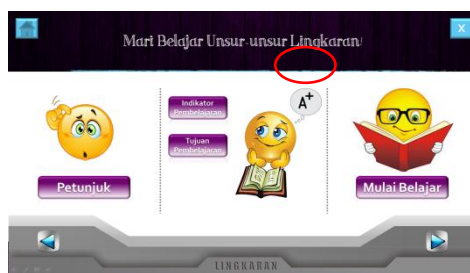 X
Mari Belajar Unsur-unsur Lingkaran!
Indikator
Pembelajaran
A+
Tujuan
Pembelajaran
Petunjuk
Mulai Belajar
LINGKARAN